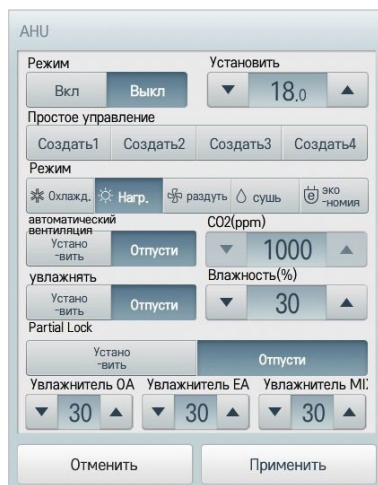 AHU
Режим Установить
Вкл Выкл 18.0
Простое управление
Создать1 Создать2 Создать3 Создать4
Режим
Охлажд. Нагр. раздуть сушь эко
-номия
автоматический
вентиляция CO2(ppm)
Устано
-вить Отпусти 1000
увлажнять Влажность(%)
Устано
-вить Отпусти 30
Partial Lock
Устано
-вить Отпусти
Увлажнитель OA Увлажнитель EA Увлажнитель MI
30 30 30
Отменить Применить